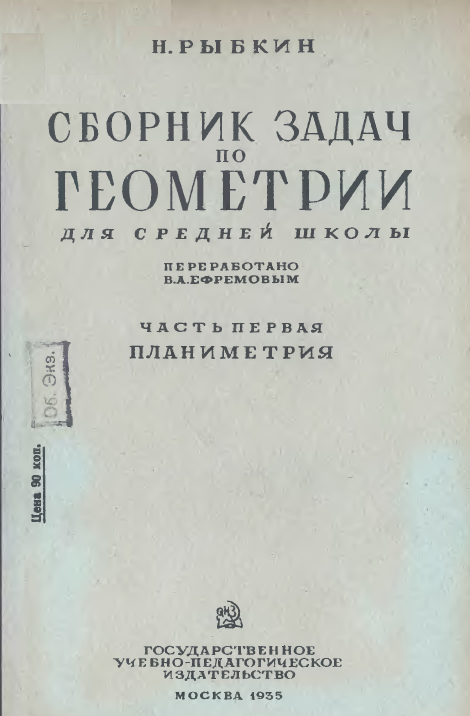 Н. РЫБКИН
СБОРНИК ЗАДАЧ
ПО
ГЕОМЕТРИИ
ДЛЯ СРЕДНЕЙ ШКОЛЫ
ПЕРЕРАБОТАНО
В.А.ЕФРЕМОВЫМ
ЧАСТЬ ПЕРВАЯ
ПЛАНИМЕТРИЯ
Об. Экз.
Цена 90 коп.
ГОСУДАРСТВЕННОЕ
УЧЕБНО-ПЕДАГОГИЧЕСКОЕ
ИЗДАТЕЛЬСТВО
МОСКВА 1935